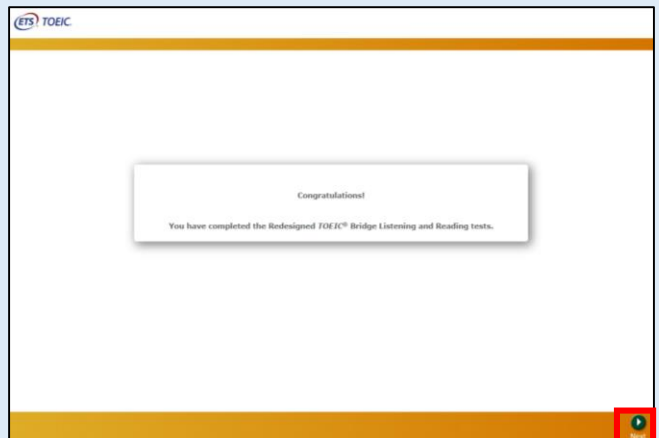 ETS TOEIC.
Congratulations!
You have completed the Redesigned TOEIC® Bridge Listening and Reading tests.
Next